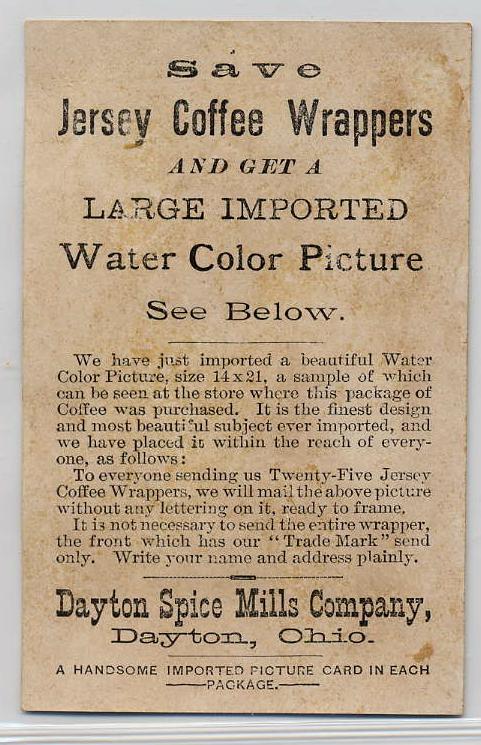 Save
Jersey Coffee Wrappers
AND GET A
LARGE IMPORTED
Water Color Picture
See Below.
We have just imported a beautiful Water
Color Picture, size 14x21, a sample of which
can be seen at the store where this package of
Coffee was purchased. It is the finest design
and most beautiful subject ever imported, and
we have placed it within the reach of every-
one, as follows:
To everyone sending us Twenty-Five Jersey
Coffee Wrappers, we will mail the above picture
without any lettering on it, ready to frame.
It is not necessary to send the entire wrapper,
the front which has our "Trade Mark" send
only. Write your name and address plainly.
Dayton Spice Mills Company,
Dayton, Ohio.
A HANDSOME IMPORTED PICTURE CARD IN EACH
PACKAGE.